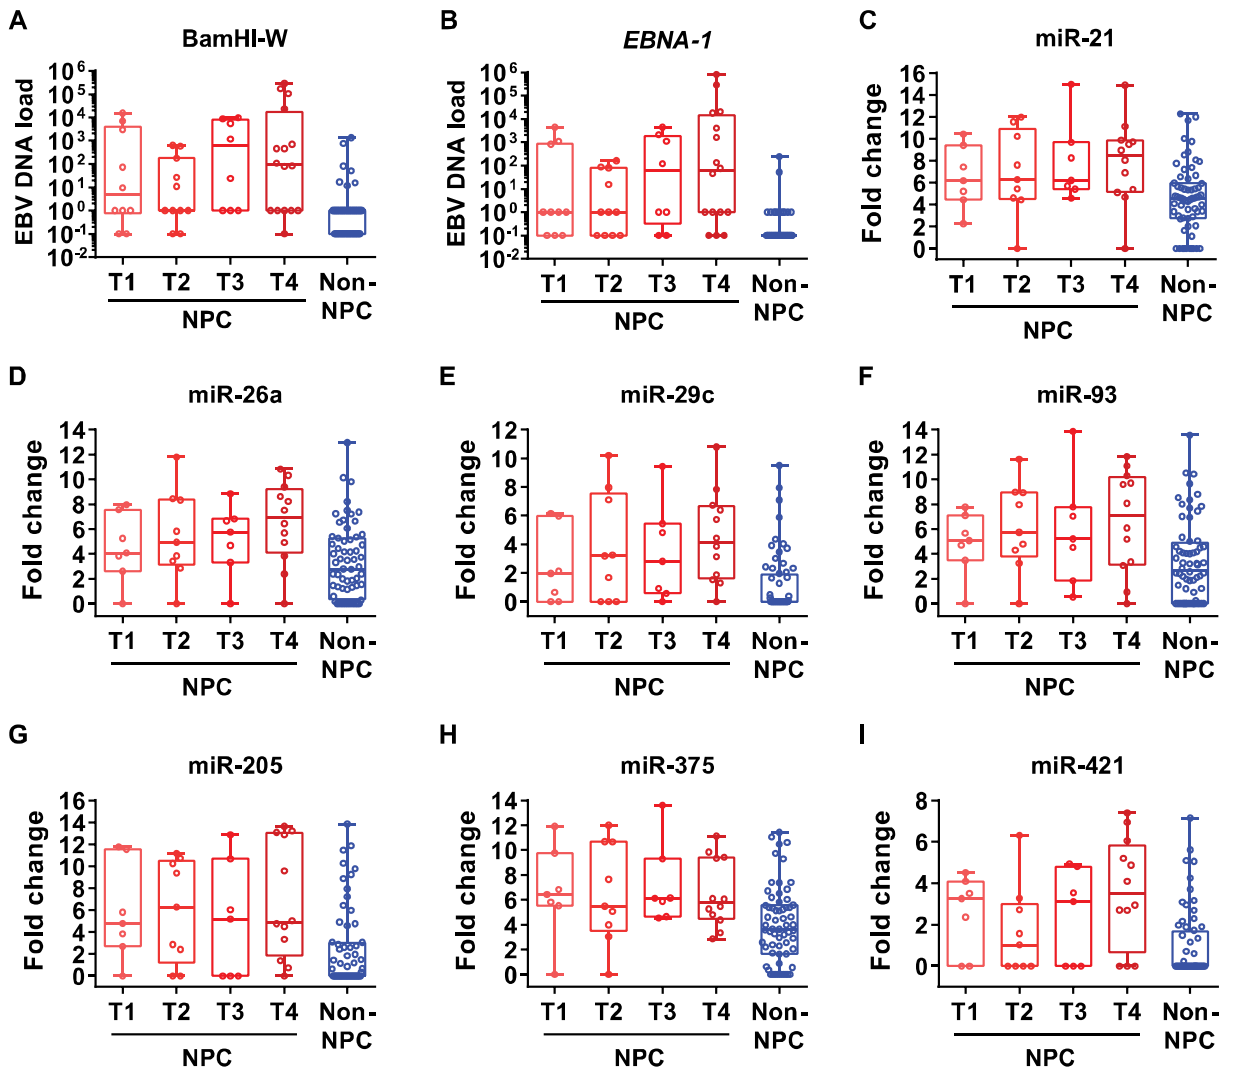 A
BamHI-W
EBV DNA load
10^6
10^5
10^4
10^3
10^2
10^1
10^0
10^-1
10^-2
T1 T2 T3 T4 Non-NPC
NPC
B
EBNA-1
EBV DNA load
10^6
10^5
10^4
10^3
10^2
10^1
10^0
10^-1
10^-2
T1 T2 T3 T4 Non-NPC
NPC
C
miR-21
Fold change
16
14
12
10
8
6
4
2
0
T1 T2 T3 T4 Non-NPC
NPC
D
miR-26a
Fold change
14
12
10
8
6
4
2
0
T1 T2 T3 T4 Non-NPC
NPC
E
miR-29c
Fold change
12
10
8
6
4
2
0
T1 T2 T3 T4 Non-NPC
NPC
F
miR-93
Fold change
14
12
10
8
6
4
2
0
T1 T2 T3 T4 Non-NPC
NPC
G
miR-205
Fold change
16
14
12
10
8
6
4
2
0
T1 T2 T3 T4 Non-NPC
NPC
H
miR-375
Fold change
14
12
10
8
6
4
2
0
T1 T2 T3 T4 Non-NPC
NPC
I
miR-421
Fold change
8
6
4
2
0
T1 T2 T3 T4 Non-NPC
NPC